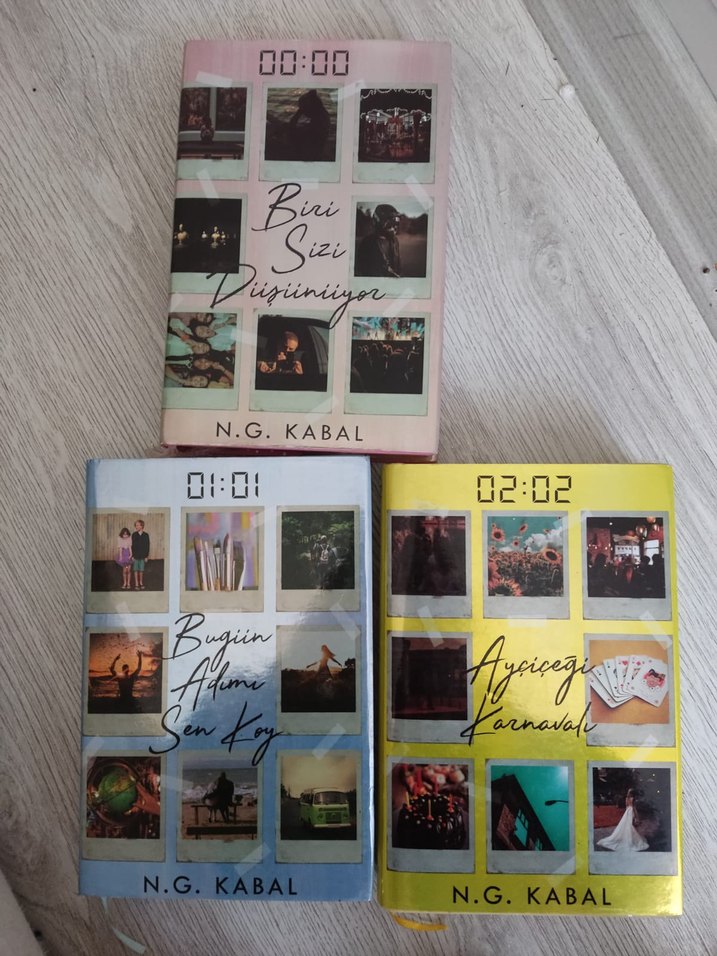 00:00
Biri
Sizi
Düşünüyor
N.G. KABAL
01:01
Bugün
Adımı
Sen Koy
N.G. KABAL
02:02
Ayçiçeği
Karnavalı
N.G. KABAL